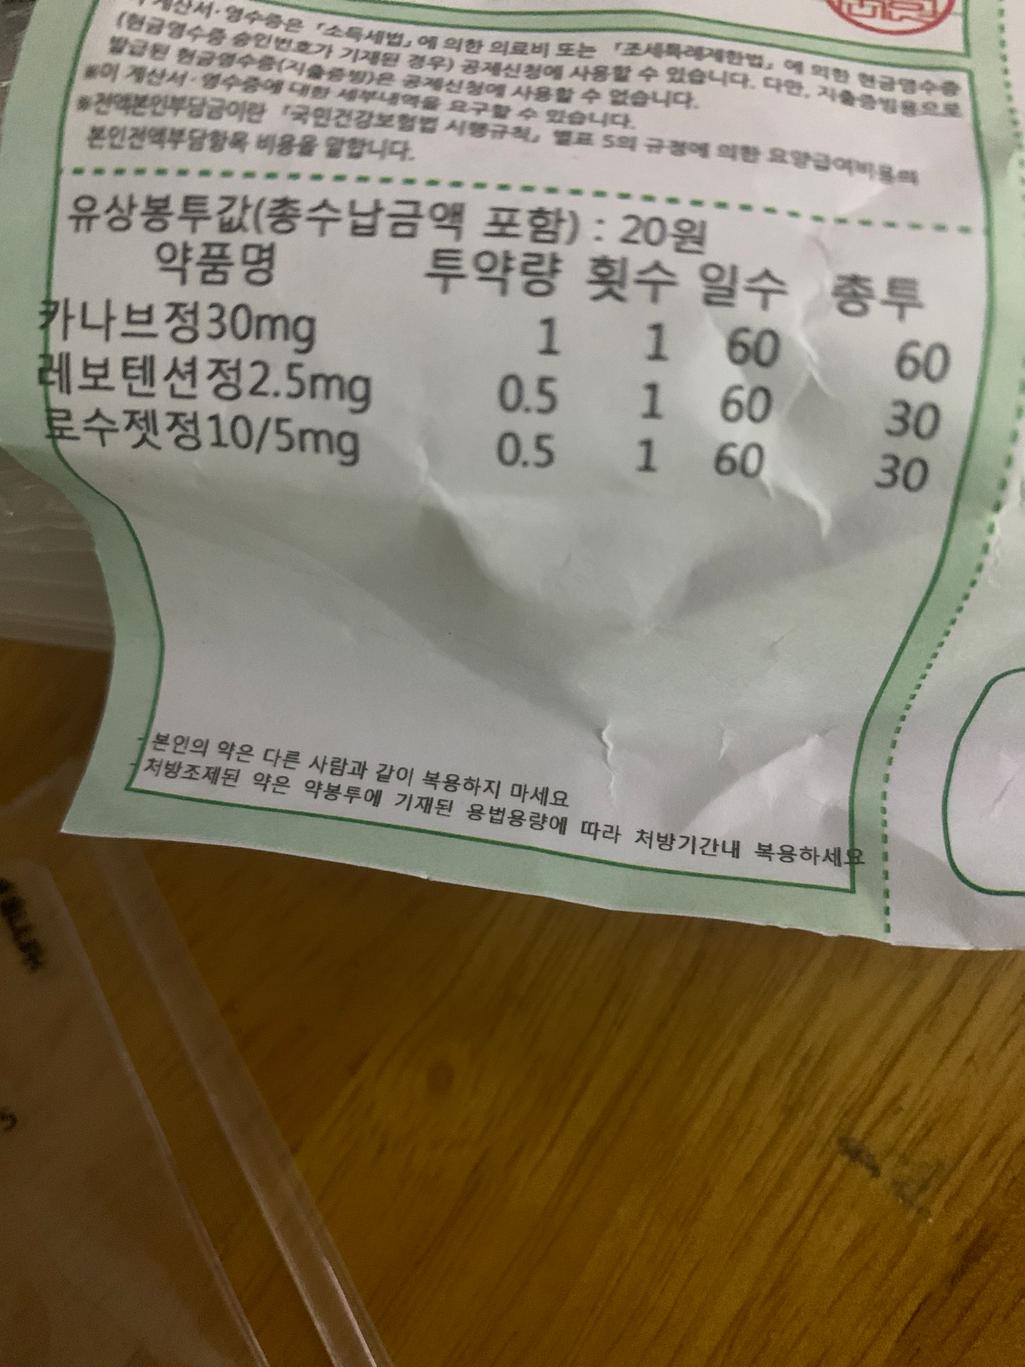 계산서·영수증은 「소득세법」에 의한 의료비 또는 「조세특례제한법」에 의한 현금영수증
(현금영수증 승인번호가 기재된 경우) 공제신청에 사용할 수 있습니다. 다만, 지출증빙용으로
발급된 현금영수증(지출증빙)은 공제신청에 사용할 수 없습니다.
※이 계산서·영수증에 대한 세부내역을 요구할 수 있습니다.
※전액본인부담금이란 「국민건강보험법 시행규칙」 별표 5의 규정에 의한 요양급여비용의
본인전액부담항목 비용을 말합니다.
유상봉투값(총수납금액 포함) : 20원
약품명 투약량 횟수 일수 총투
카나브정30mg 1 1 60 60
레보텐션정2.5mg 0.5 1 60 30
로수젯정10/5mg 0.5 1 60 30
본인의 약은 다른 사람과 같이 복용하지 마세요
처방조제된 약은 약봉투에 기재된 용법용량에 따라 처방기간내 복용하세요